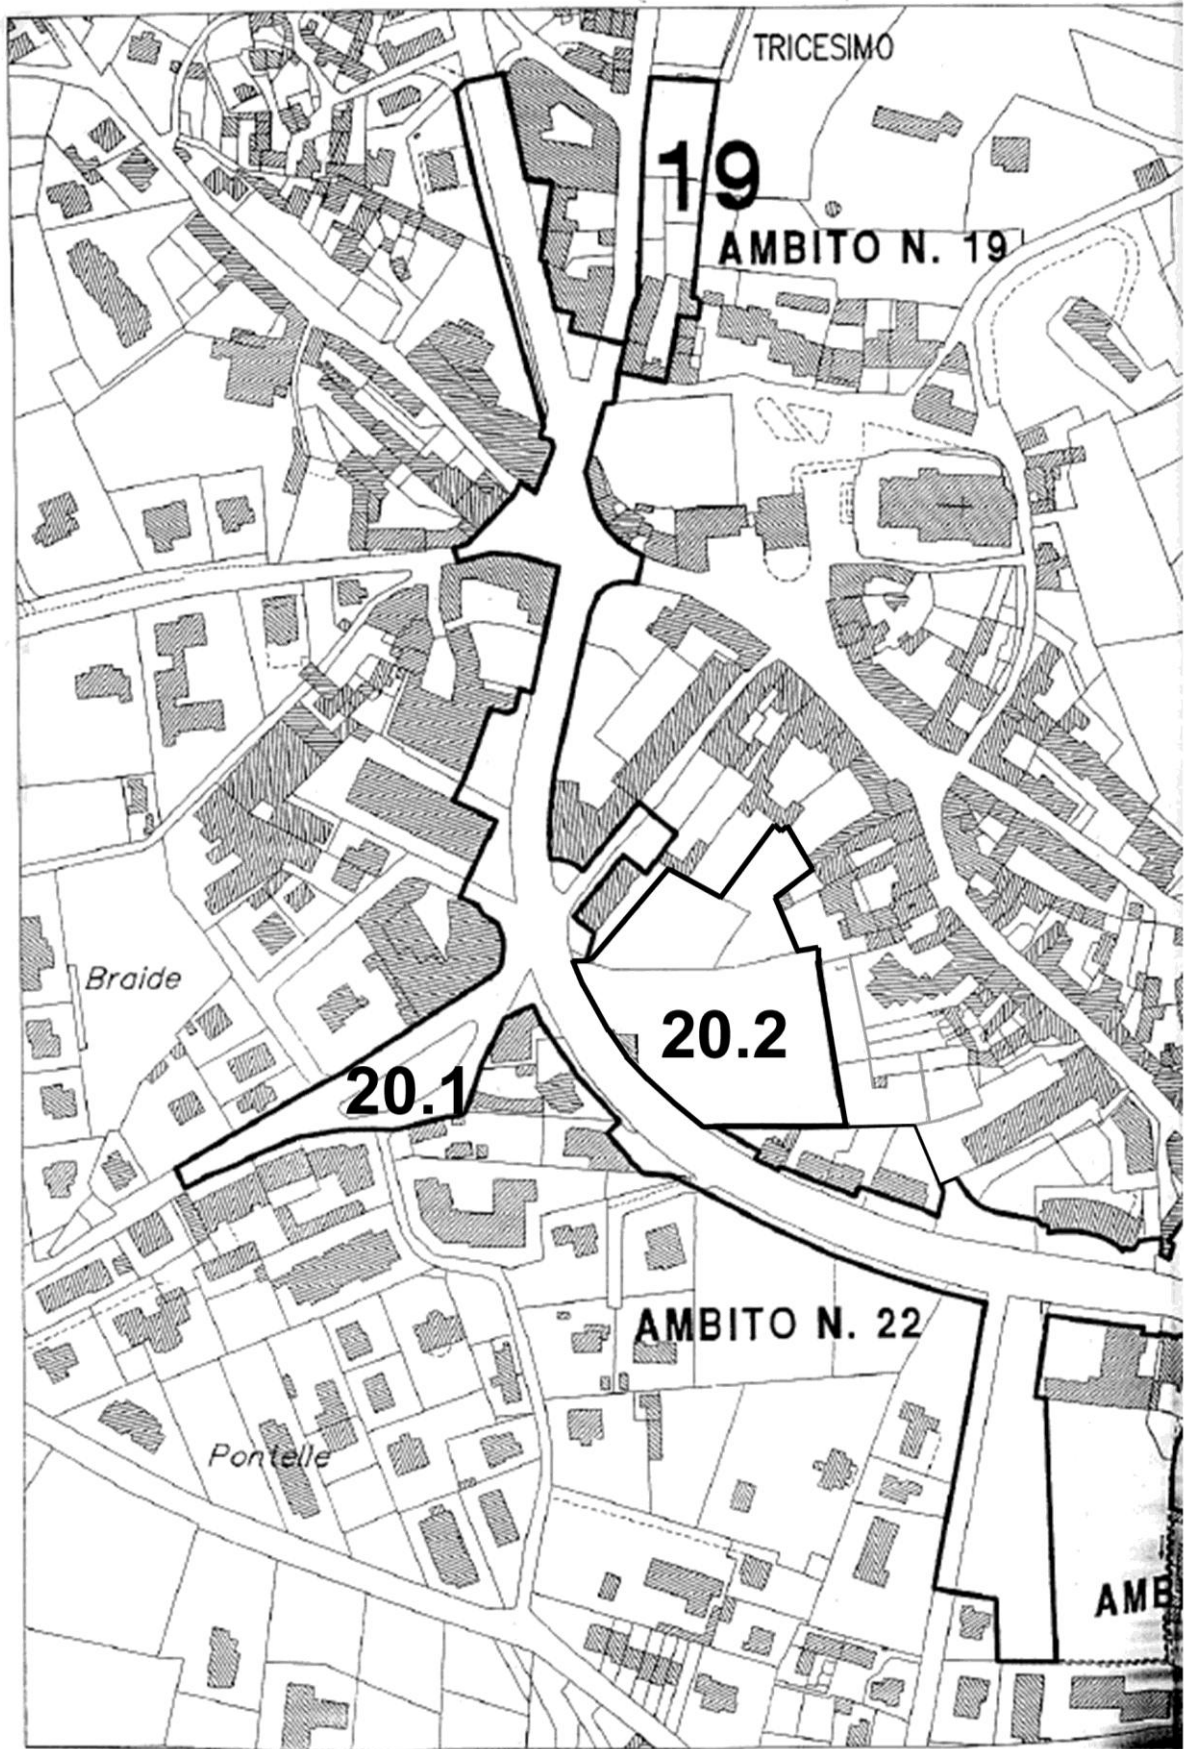 TRICESIMO
19
AMBITO N. 19
Braide
20.2
20.1
AMBITO N. 22
Pontelle
AMB